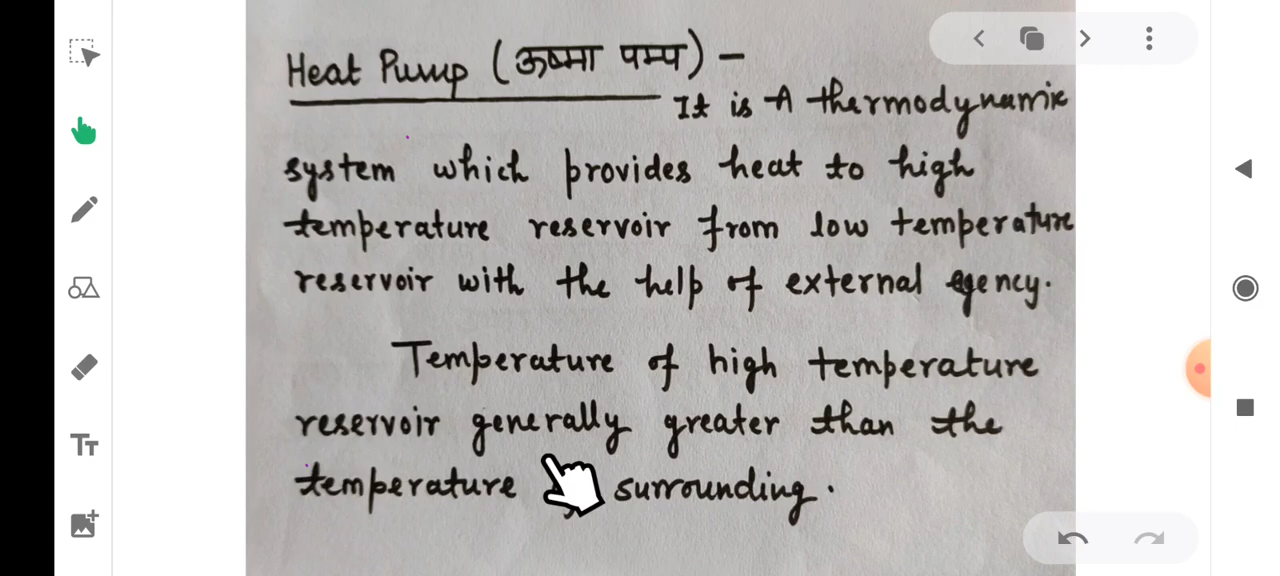 Heat Pump (ऊष्मा पम्प) –
It is A thermodynamic
system which provides heat to high
temperature reservoir from low temperature
reservoir with the help of external agency.
Temperature of high temperature
reservoir generally greater than the
temperature surrounding.
Tт